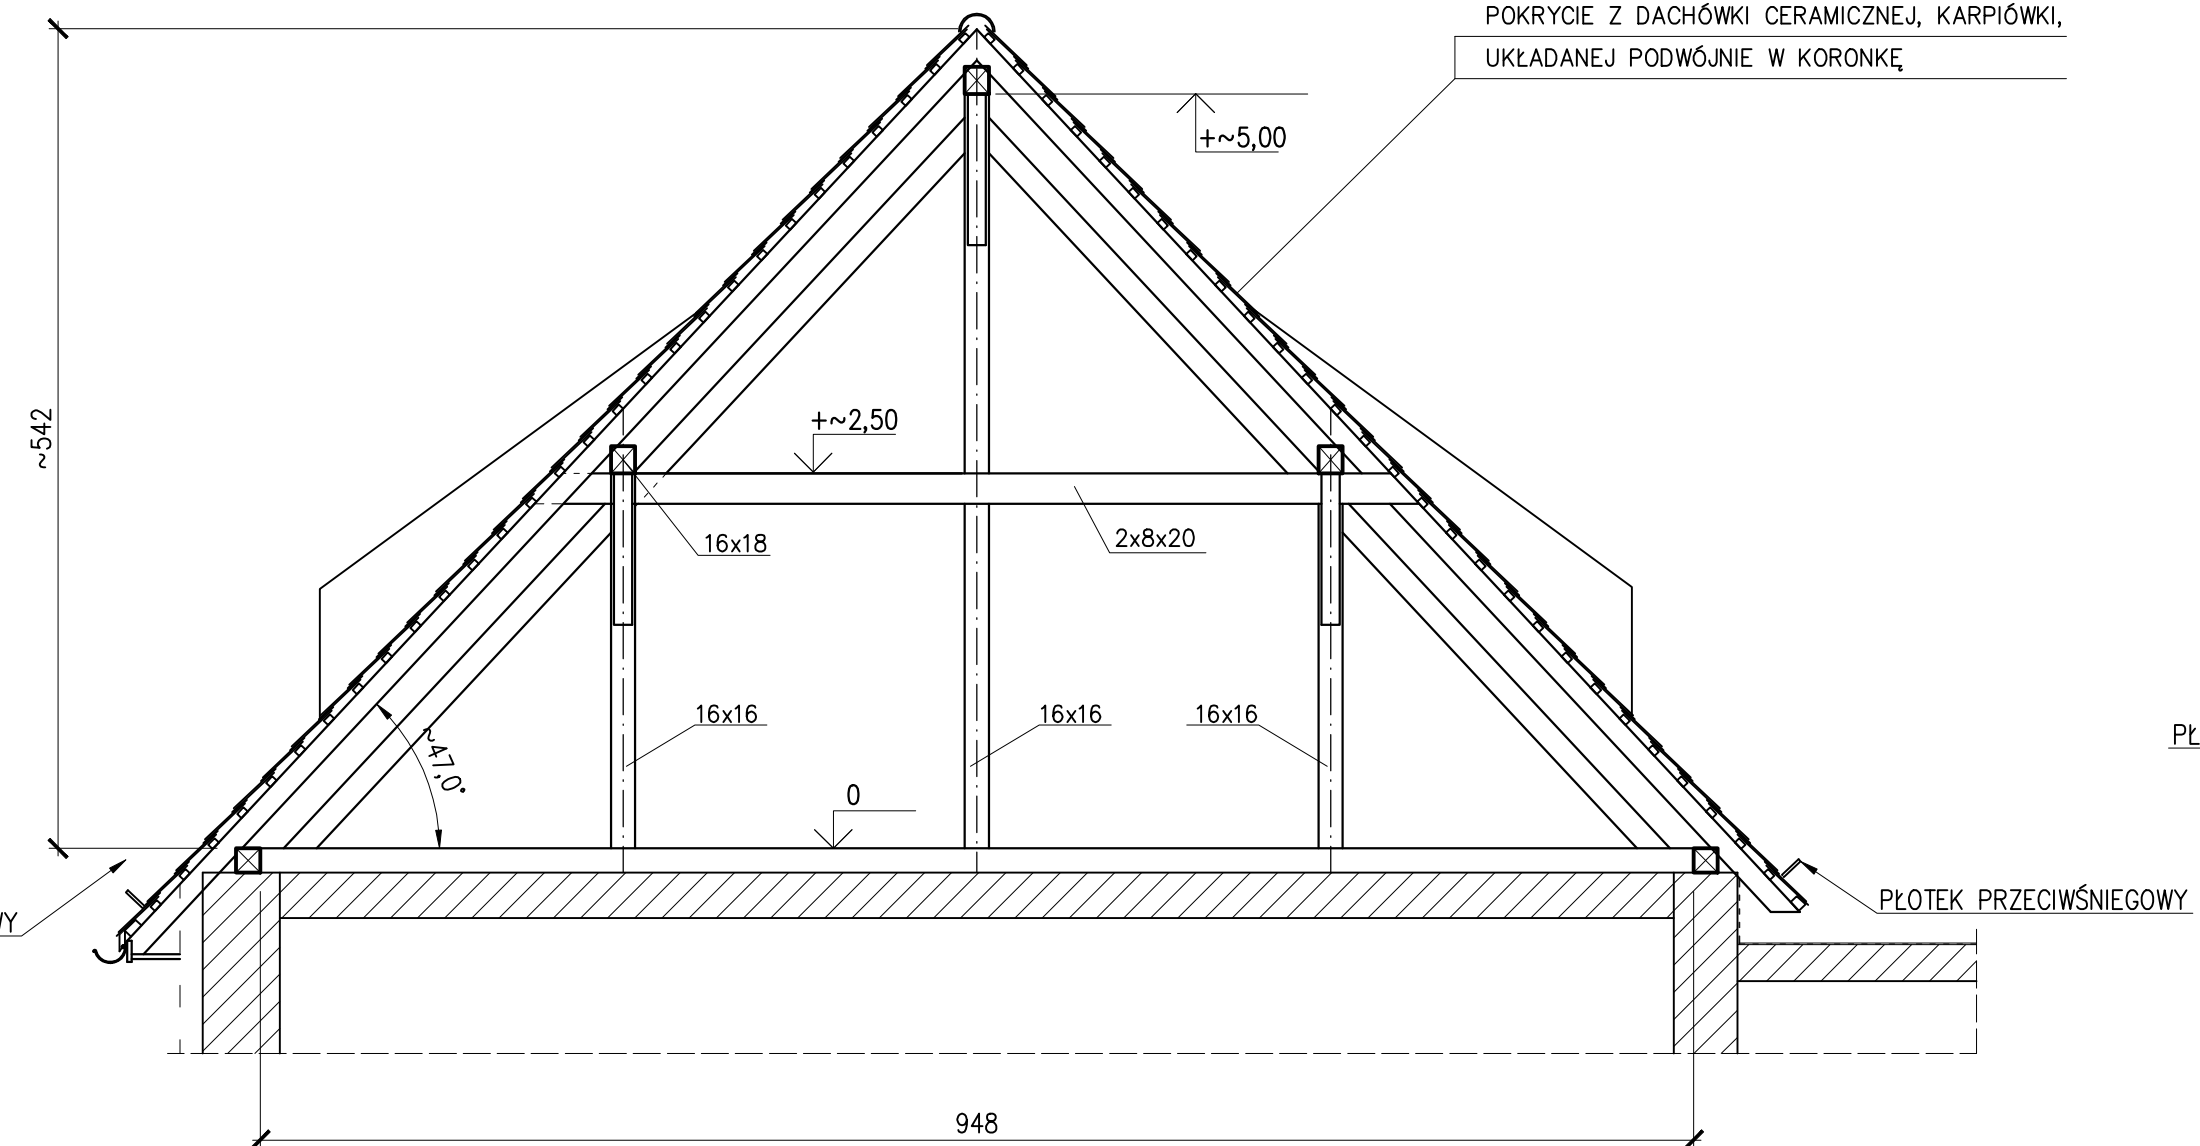 POKRYCIE Z DACHÓWKI CERAMICZNEJ, KARPIÓWKI,
UKŁADANEJ PODWÓJNIE W KORONKĘ
+~5,00
~542
+~2,50
16x18
2x8x20
16x16
16x16
16x16
~47,0°
0
PŁOTEK PRZECIWŚNIEGOWY
948